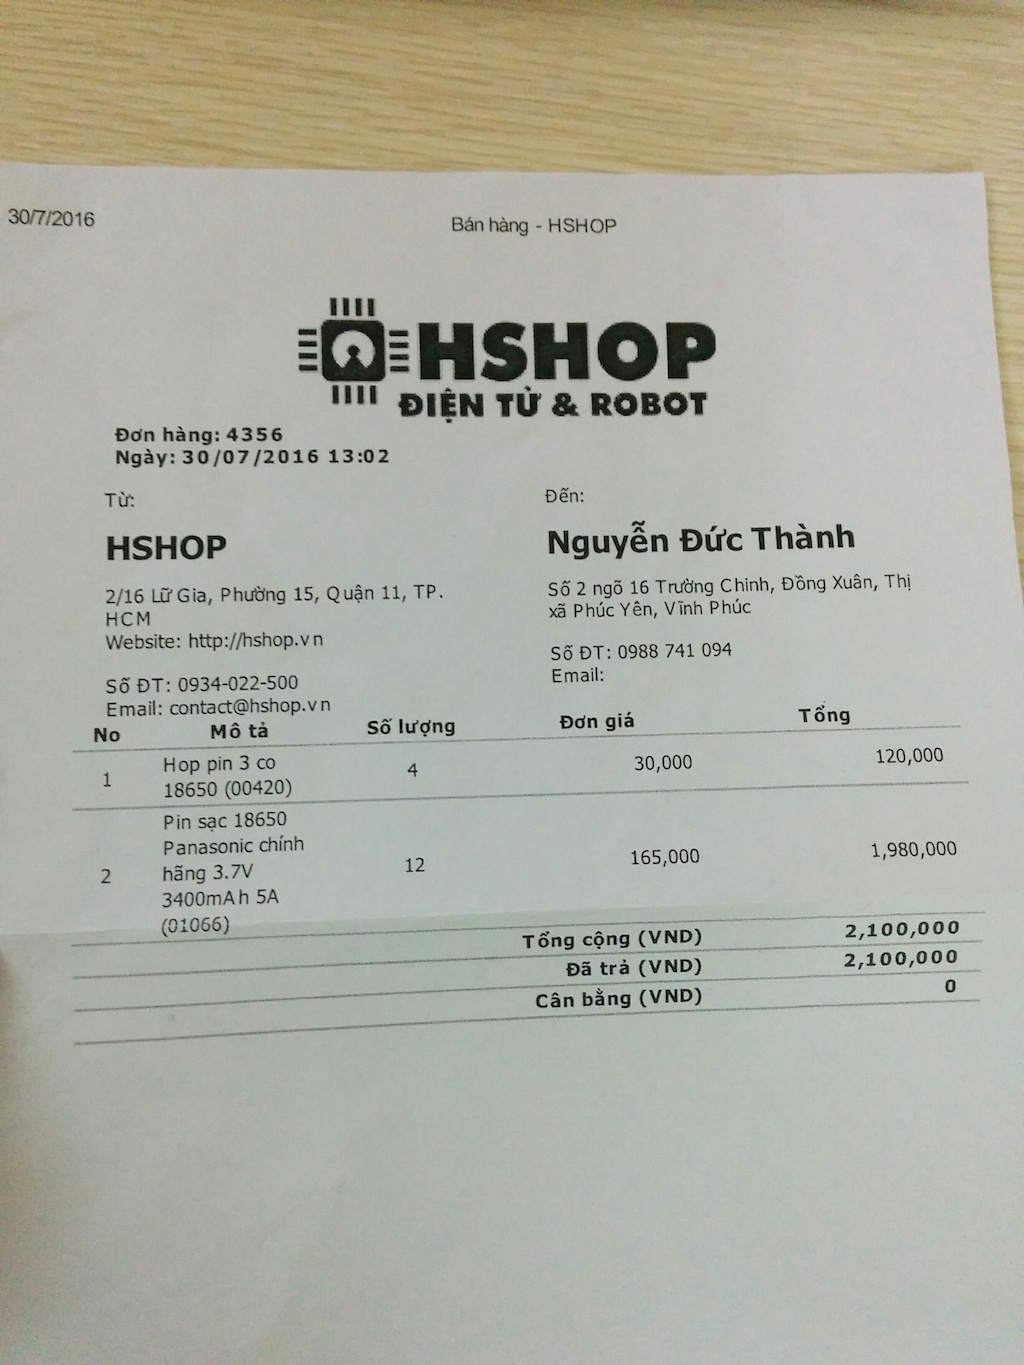 30/7/2016
Bán hàng - HSHOP
HSHOP
ĐIỆN TỬ & ROBOT
Đơn hàng: 4356
Ngày: 30/07/2016 13:02
Từ:
HSHOP
2/16 Lữ Gia, Phường 15, Quận 11, TP.
HCM
Website: http://hshop.vn
Số ĐT: 0934-022-500
Email: contact@hshop.vn
Đến:
Nguyễn Đức Thành
Số 2 ngõ 16 Trường Chinh, Đồng Xuân, Thị
xã Phúc Yên, Vĩnh Phúc
Số ĐT: 0988 741 094
Email:
No Mô tả Số lượng Đơn giá Tổng
1 Hop pin 3 co 4 30,000 120,000
18650 (00420)
Pin sạc 18650
Panasonic chính
2 hãng 3.7V 12 165,000 1,980,000
3400mAh 5A
(01066)
Tổng cộng (VND) 2,100,000
Đã trả (VND) 2,100,000
Cân bằng (VND) 0